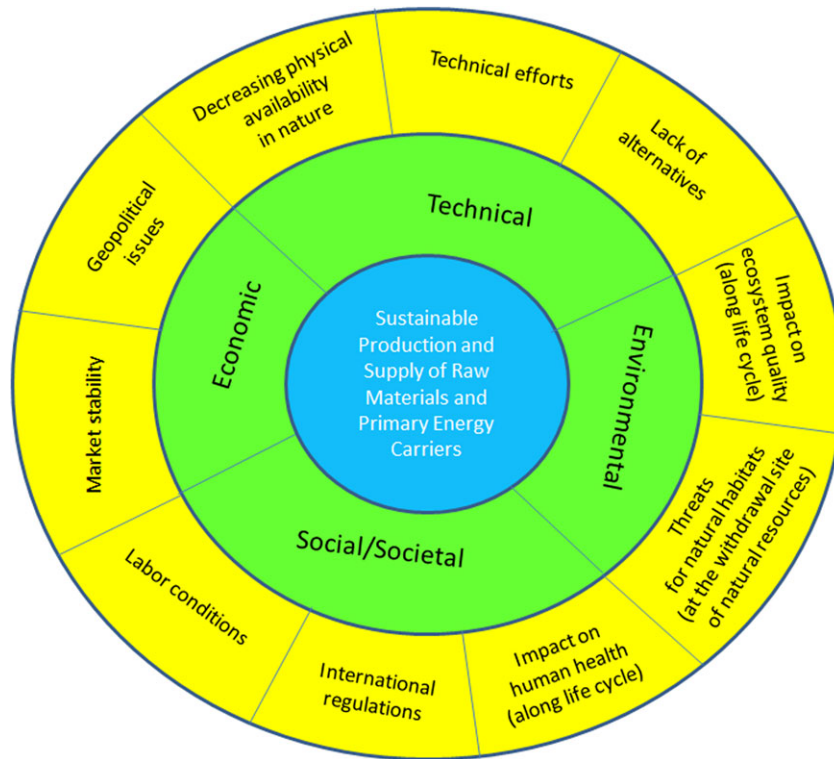 Decreasing physical
availability
in nature
Technical efforts
Lack of
alternatives
Impact on
ecosystem quality
(along life cycle)
Threats
for natural habitats
(at the withdrawal site
of natural resources)
Impact on
human health
(along life cycle)
International
regulations
Labor conditions
Market stability
Geopolitical
issues
Technical
Environmental
Social/Societal
Economic
Sustainable
Production and
Supply of Raw
Materials and
Primary Energy
Carriers